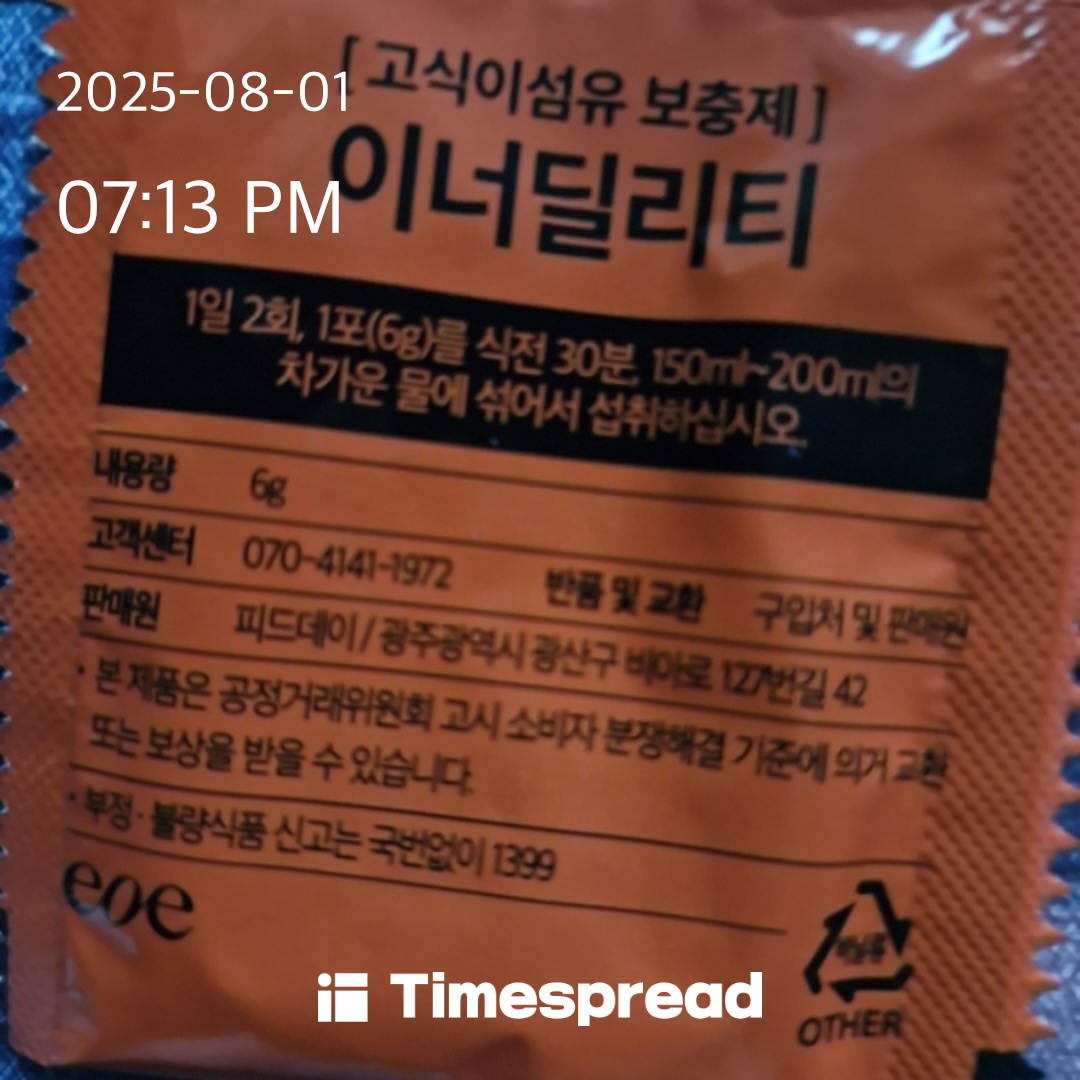 2025-08-01
07:13 PM
[ 고식이섬유 보충제 ]
이너딜리티
1일 2회, 1포(6g)를 식전 30분, 150ml~200ml의
차가운 물에 섞어서 섭취하십시오.
내용량 6g
고객센터 070-4141-1972 반품 및 교환 구입처 및 판매원
판매원 피드데이 / 광주광역시 광산구 비아로 127번길 42
· 본 제품은 공정거래위원회 고시 소비자 분쟁해결 기준에 의거 교환
또는 보상을 받을 수 있습니다.
· 부정·불량식품 신고는 국번없이 1399
eoe
비닐류
OTHER
Timespread